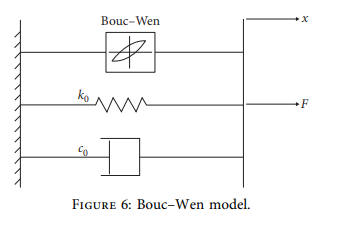 Bouc–Wen
x
k₀
F
c₀
FIGURE 6: Bouc–Wen model.